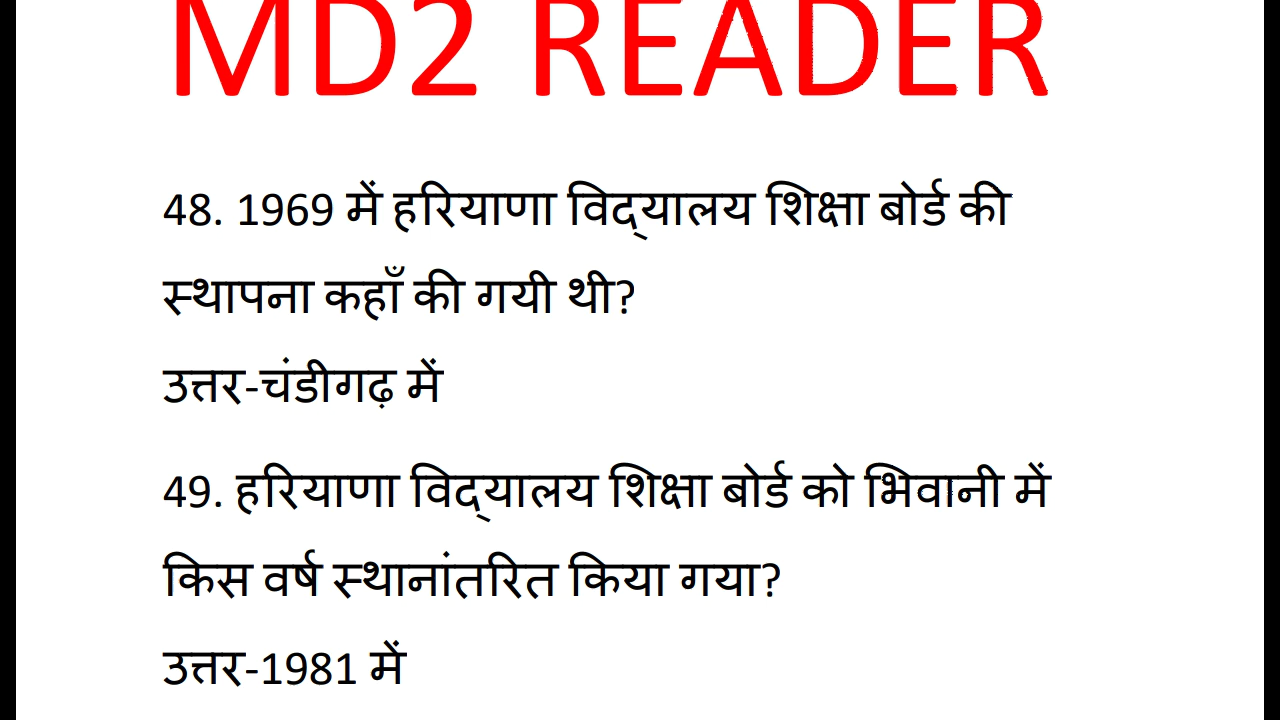 MD2 READER
48. 1969 में हरियाणा विद्यालय शिक्षा बोर्ड की
स्थापना कहाँ की गयी थी?
उत्तर-चंडीगढ़ में
49. हरियाणा विद्यालय शिक्षा बोर्ड को भिवानी में
किस वर्ष स्थानांतरित किया गया?
उत्तर-1981 में